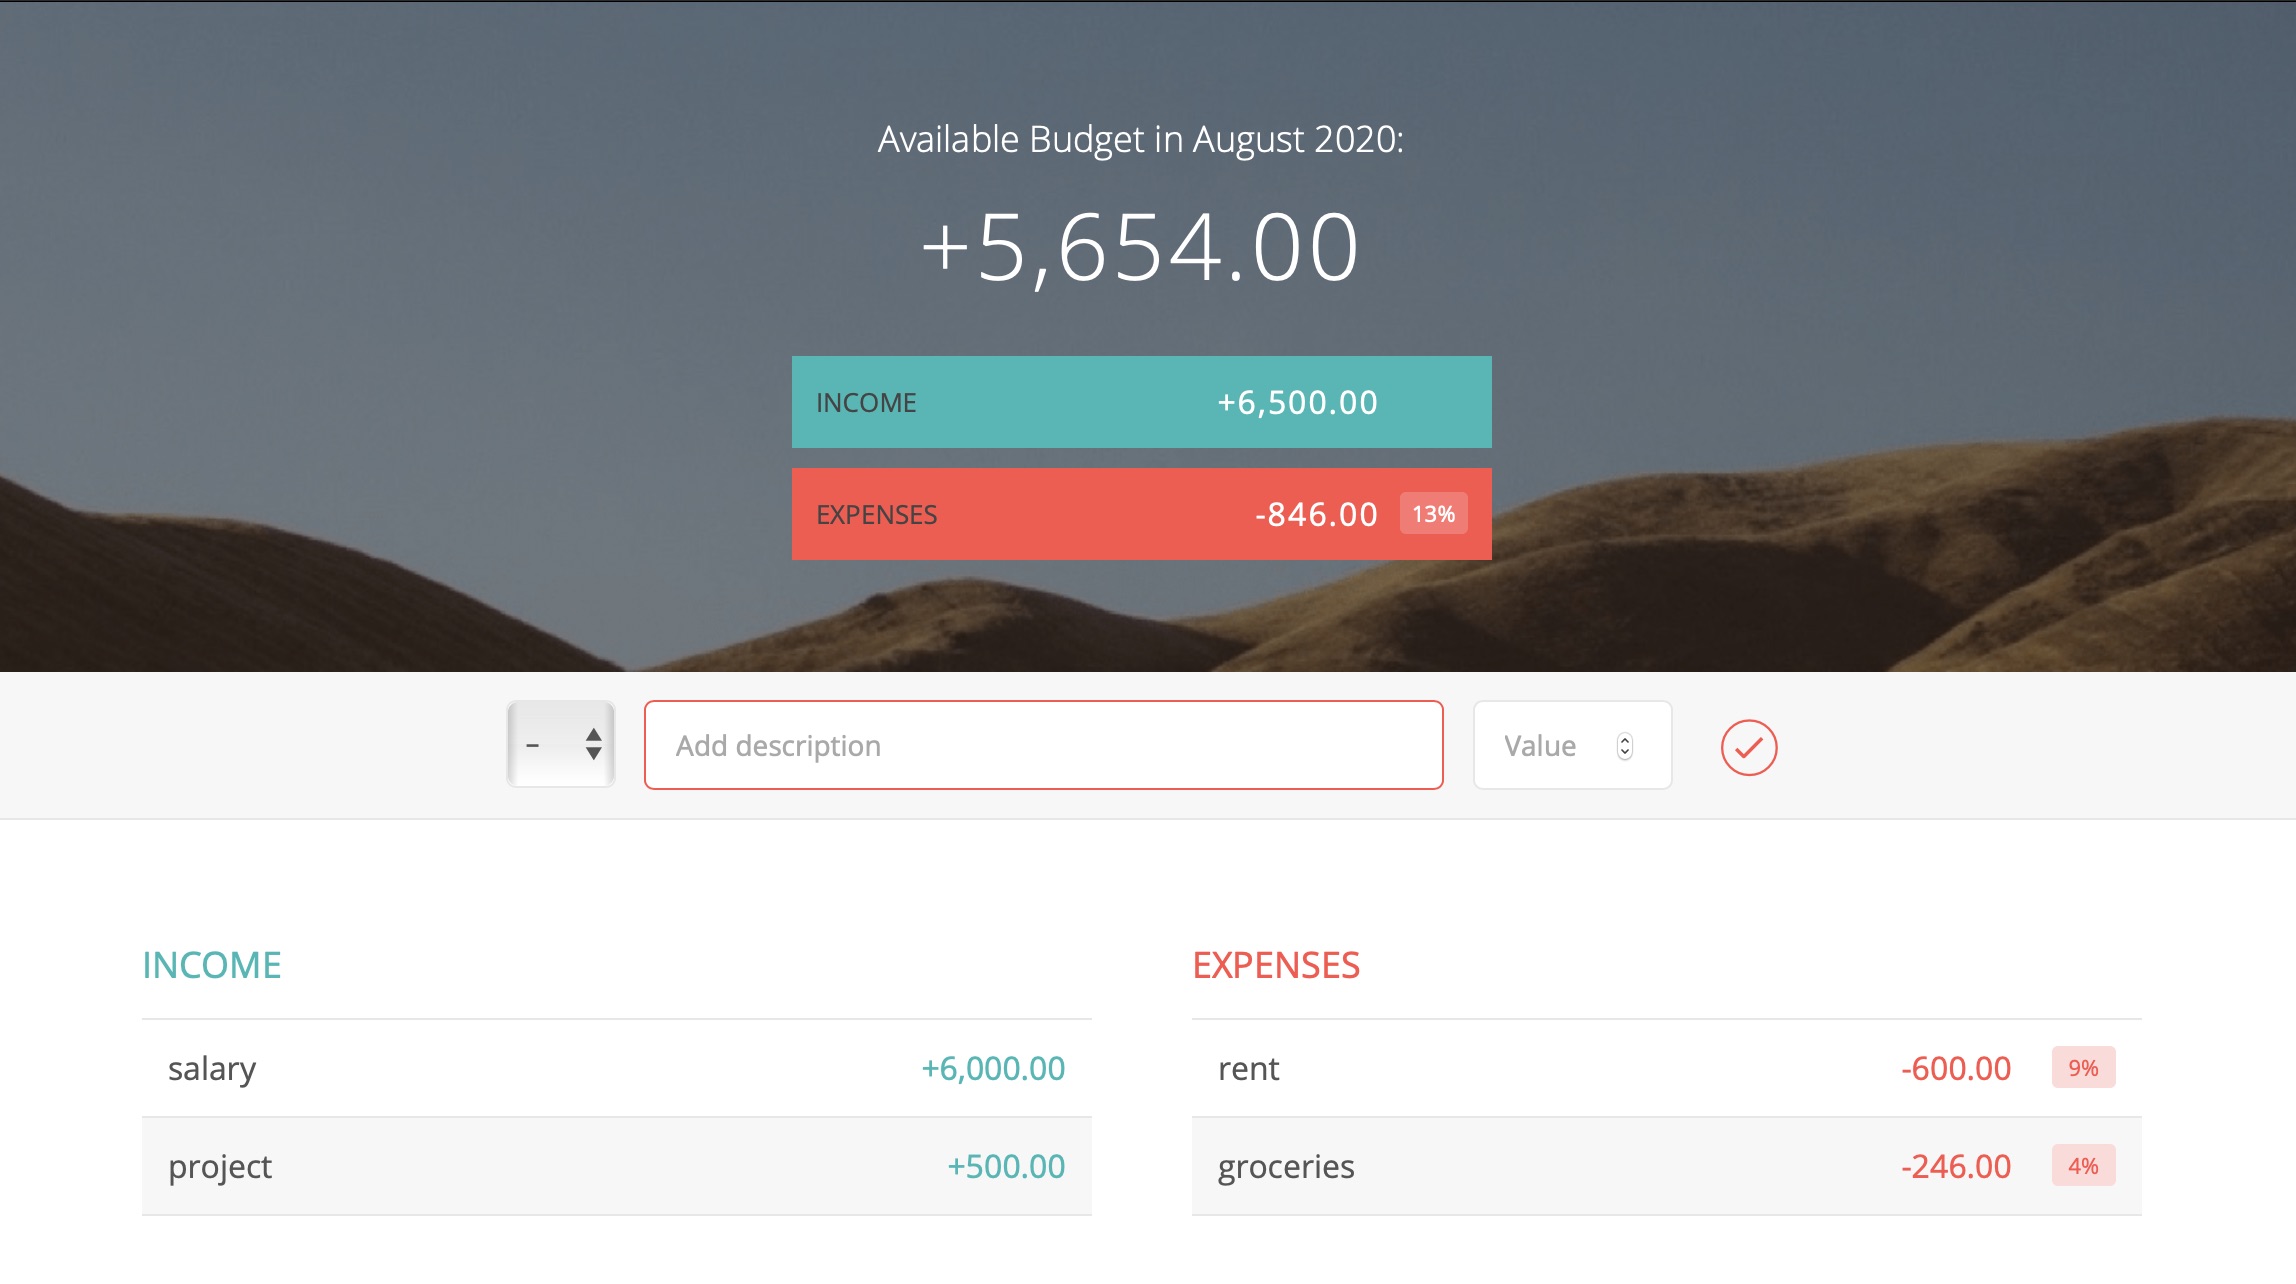 Available Budget in August 2020:
+5,654.00
INCOME +6,500.00
EXPENSES -846.00 13%
– Add description Value
INCOME
salary +6,000.00
project +500.00
EXPENSES
rent -600.00 9%
groceries -246.00 4%